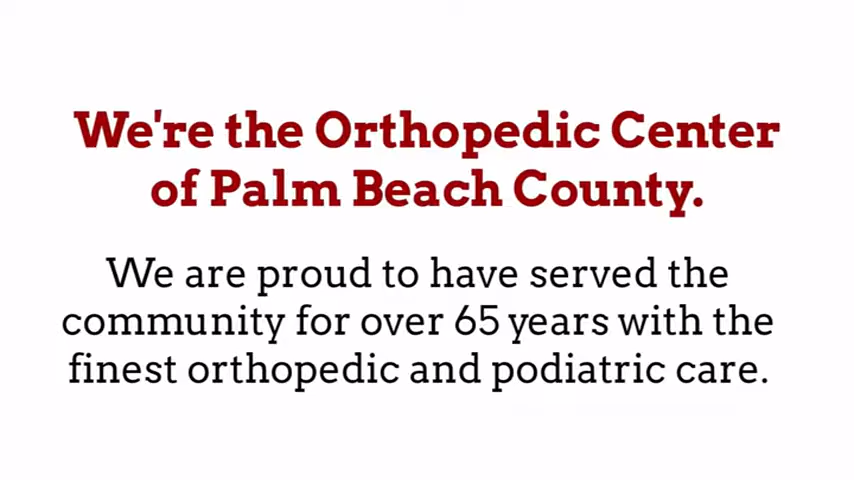 We're the Orthopedic Center
of Palm Beach County.
We are proud to have served the
community for over 65 years with the
finest orthopedic and podiatric care.